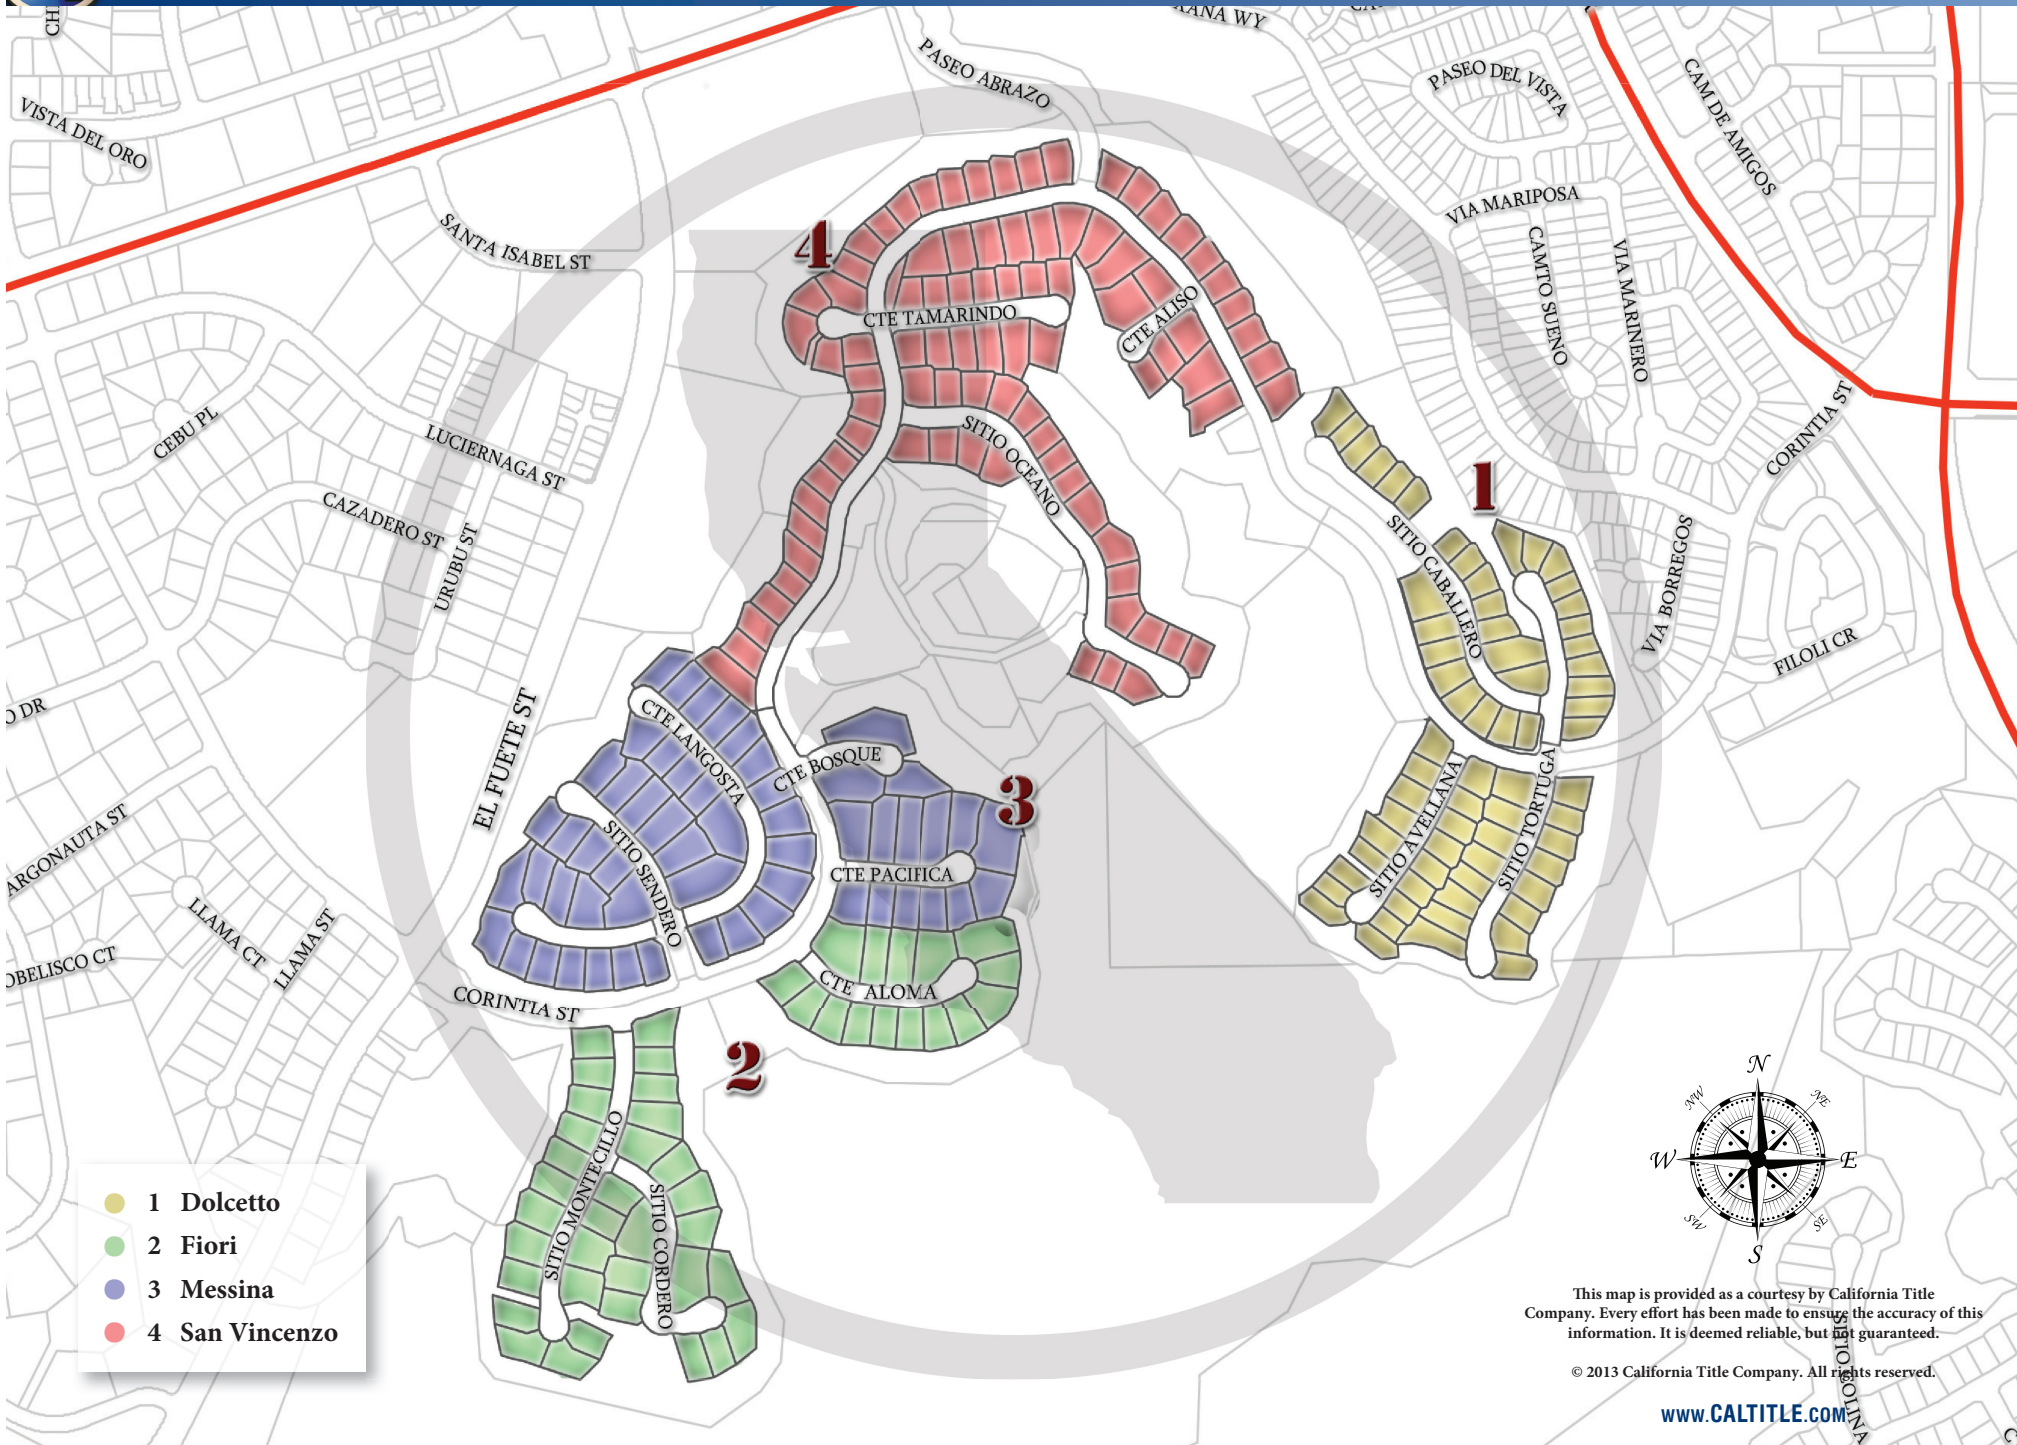 PASEO ABRAZO
PASEO DEL VISTA
CAM DE AMIGOS
VISTA DEL ORO
VIA MARIPOSA
SANTA ISABEL ST
CAMTO SUENO
VIA MARINERO
4
CTE TAMARINDO
CTE ALISO
CEBU PL
LUCIERNAGA ST
SITIO OCEANO
CORINTIA ST
1
CAZADERO ST
URUBU ST
SITIO CABALLERO
VIA BORREGOS
FILOLI CR
EL FUETE ST
CTE LANGOSTA
CTE BOSQUE
3
SITIO AVELLANA
SITIO TORTUGA
ARGONAUTA ST
SITIO SENDERO
CTE PACIFICA
LLAMA CT
LLAMA ST
OBELISCO CT
CTE ALOMA
CORINTIA ST
2
SITIO MONTECILLO
SITIO CORDERO
1 Dolcetto
2 Fiori
3 Messina
4 San Vincenzo
N
NW
NE
W
E
SW
SE
S
This map is provided as a courtesy by California Title
Company. Every effort has been made to ensure the accuracy of this
information. It is deemed reliable, but not guaranteed.
© 2013 California Title Company. All rights reserved.
www.CALTITLE.COM
SITIO COLINA